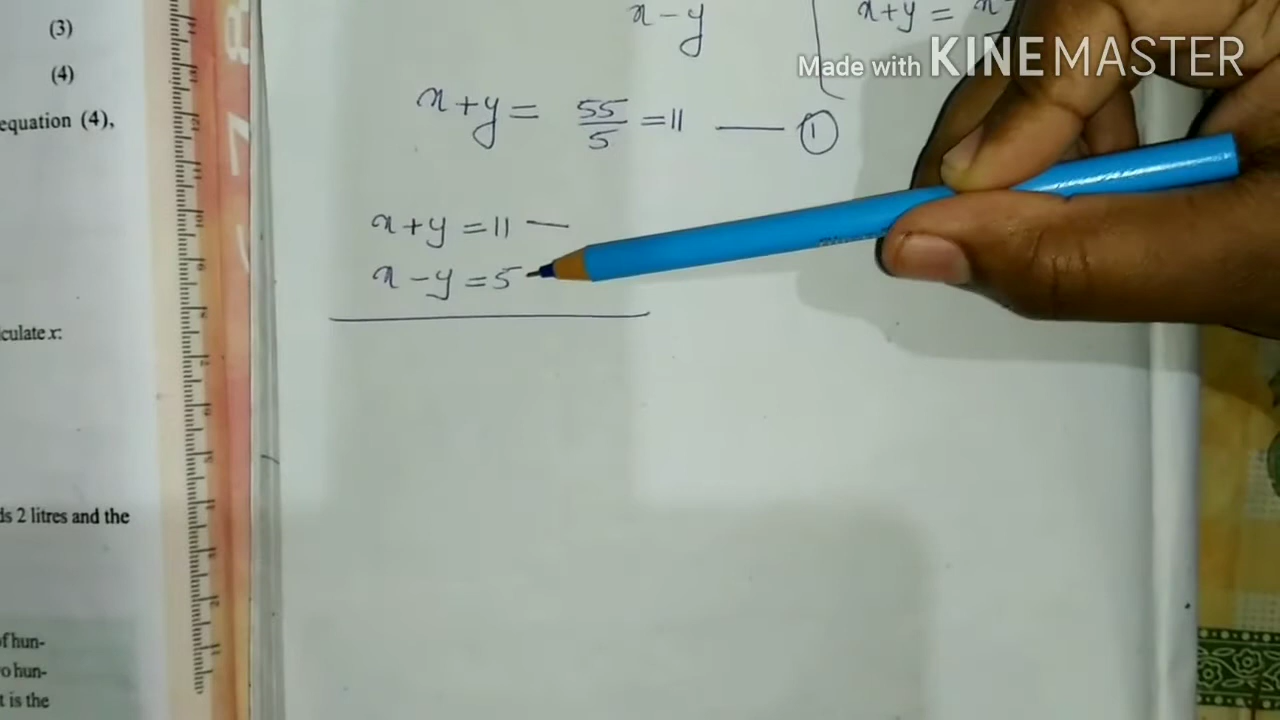 (3)
(4)
equation (4),
culate x:
ds 2 litres and the
of hun-
o hun-
t is the
x - y
x+y =
Made with KINEMASTER
x + y = 55/5 = 11 — ①
x + y = 11 —
x - y = 5